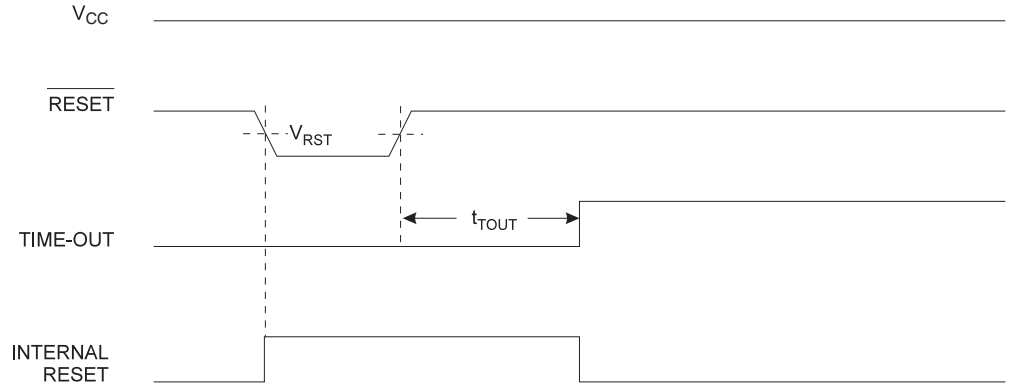 VCC
RESET
VRST
tTOUT
TIME-OUT
INTERNAL
RESET